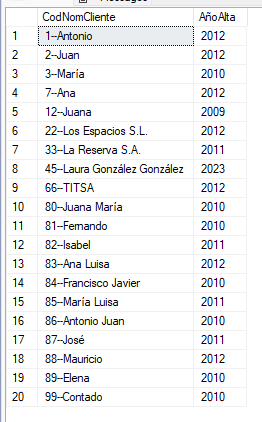 CodNomCliente AñoAlta
1 1--Antonio 2012
2 2--Juan 2012
3 3--María 2010
4 7--Ana 2012
5 12--Juana 2009
6 22--Los Espacios S.L. 2012
7 33--La Reserva S.A. 2011
8 45--Laura González González 2023
9 66--TITSA 2012
10 80--Juana María 2010
11 81--Fernando 2010
12 82--Isabel 2011
13 83--Ana Luisa 2012
14 84--Francisco Javier 2010
15 85--María Luisa 2011
16 86--Antonio Juan 2010
17 87--José 2011
18 88--Mauricio 2012
19 89--Elena 2010
20 99--Contado 2010